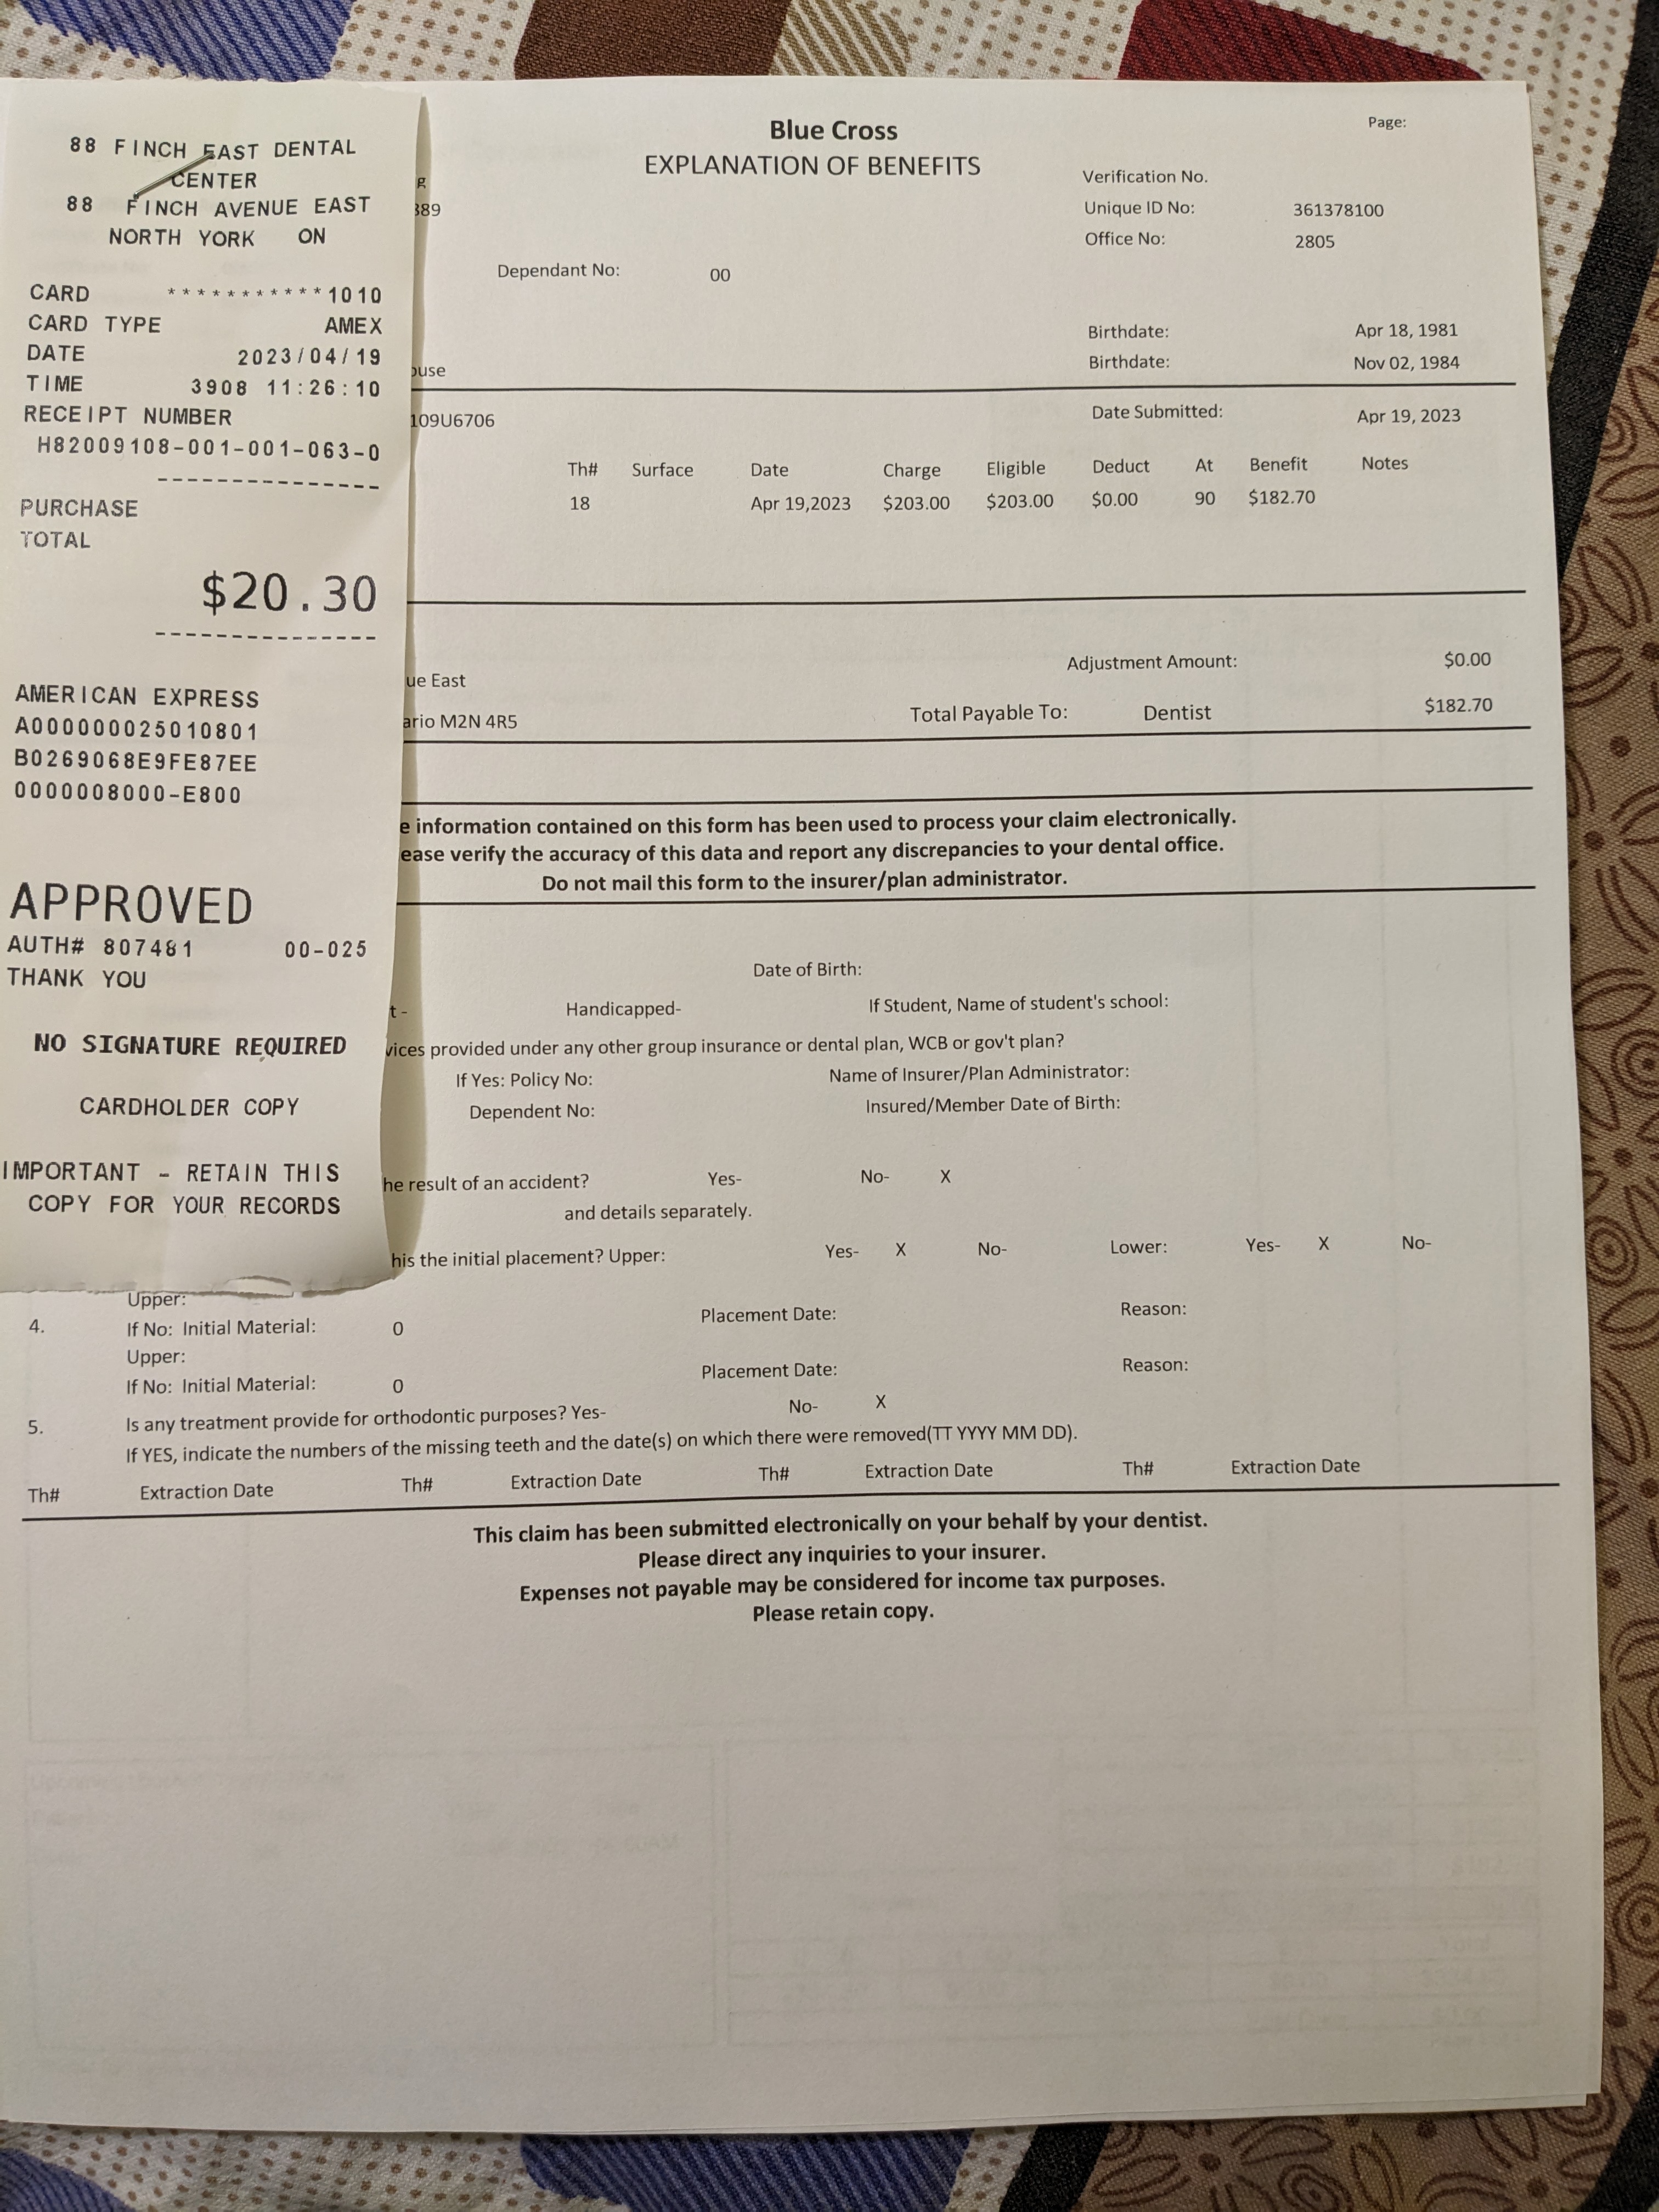 88 FINCH EAST DENTAL
CENTER
88 FINCH AVENUE EAST
NORTH YORK ON
CARD ***********1010
CARD TYPE AMEX
DATE 2023/04/19
TIME 3908 11:26:10
RECEIPT NUMBER
H82009108-001-001-063-0
---------------
PURCHASE
TOTAL
$20.30
---------------
AMERICAN EXPRESS
A000000025010801
B0269068E9FE87EE
0000008000-E800
APPROVED
AUTH# 807481 00-025
THANK YOU
NO SIGNATURE REQUIRED
CARDHOLDER COPY
IMPORTANT - RETAIN THIS
COPY FOR YOUR RECORDS
Blue Cross
EXPLANATION OF BENEFITS
Page:
Verification No.
g
Unique ID No: 361378100
389
Office No: 2805
Dependant No: 00
Birthdate: Apr 18, 1981
ouse Birthdate: Nov 02, 1984
109U6706 Date Submitted: Apr 19, 2023
Th# Surface Date Charge Eligible Deduct At Benefit Notes
18 Apr 19,2023 $203.00 $203.00 $0.00 90 $182.70
Adjustment Amount: $0.00
ue East
ario M2N 4R5 Total Payable To: Dentist $182.70
e information contained on this form has been used to process your claim electronically.
ease verify the accuracy of this data and report any discrepancies to your dental office.
Do not mail this form to the insurer/plan administrator.
Date of Birth:
t - Handicapped- If Student, Name of student's school:
vices provided under any other group insurance or dental plan, WCB or gov't plan?
If Yes: Policy No: Name of Insurer/Plan Administrator:
Dependent No: Insured/Member Date of Birth:
he result of an accident? Yes- No- X
and details separately.
his the initial placement? Upper: Yes- X No- Lower: Yes- X No-
Upper:
4. If No: Initial Material: 0 Placement Date: Reason:
Upper:
If No: Initial Material: 0 Placement Date: Reason:
5. Is any treatment provide for orthodontic purposes? Yes- No- X
If YES, indicate the numbers of the missing teeth and the date(s) on which there were removed(TT YYYY MM DD).
Th# Extraction Date Th# Extraction Date Th# Extraction Date Th# Extraction Date
This claim has been submitted electronically on your behalf by your dentist.
Please direct any inquiries to your insurer.
Expenses not payable may be considered for income tax purposes.
Please retain copy.